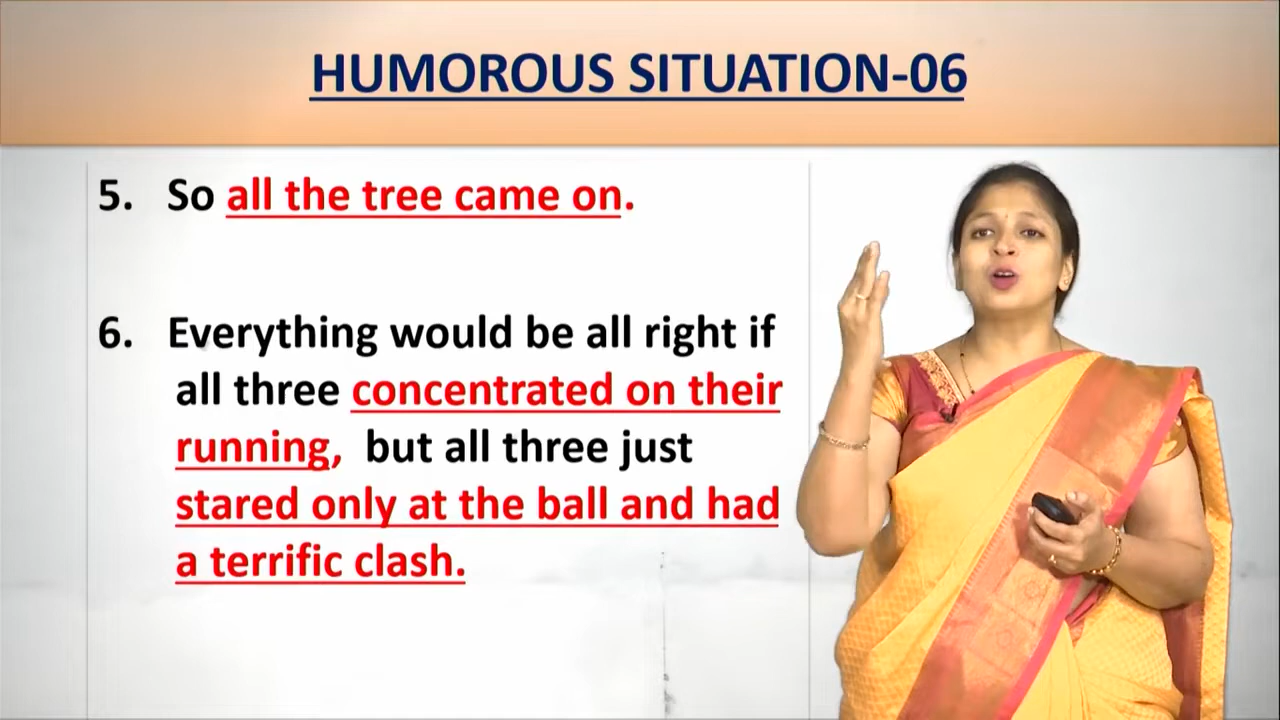 HUMOROUS SITUATION-06
5. So all the tree came on.
6. Everything would be all right if
all three concentrated on their
running, but all three just
stared only at the ball and had
a terrific clash.